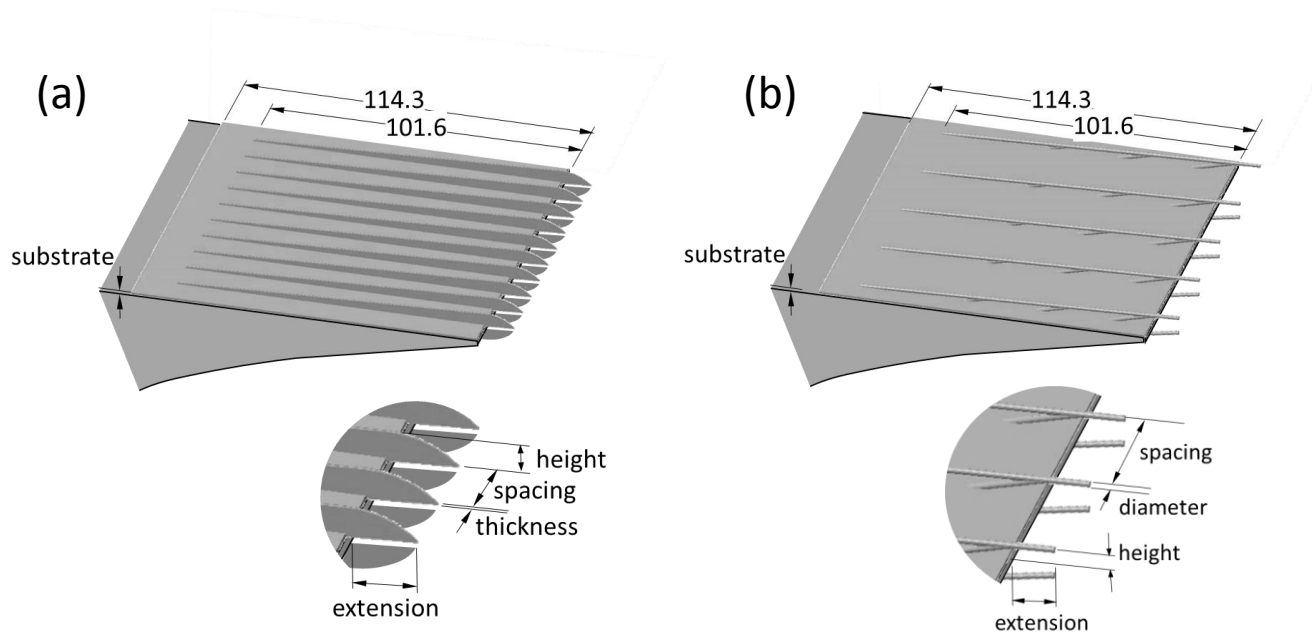 (a)
114.3
101.6
substrate
height
spacing
thickness
extension
(b)
114.3
101.6
substrate
spacing
diameter
height
extension